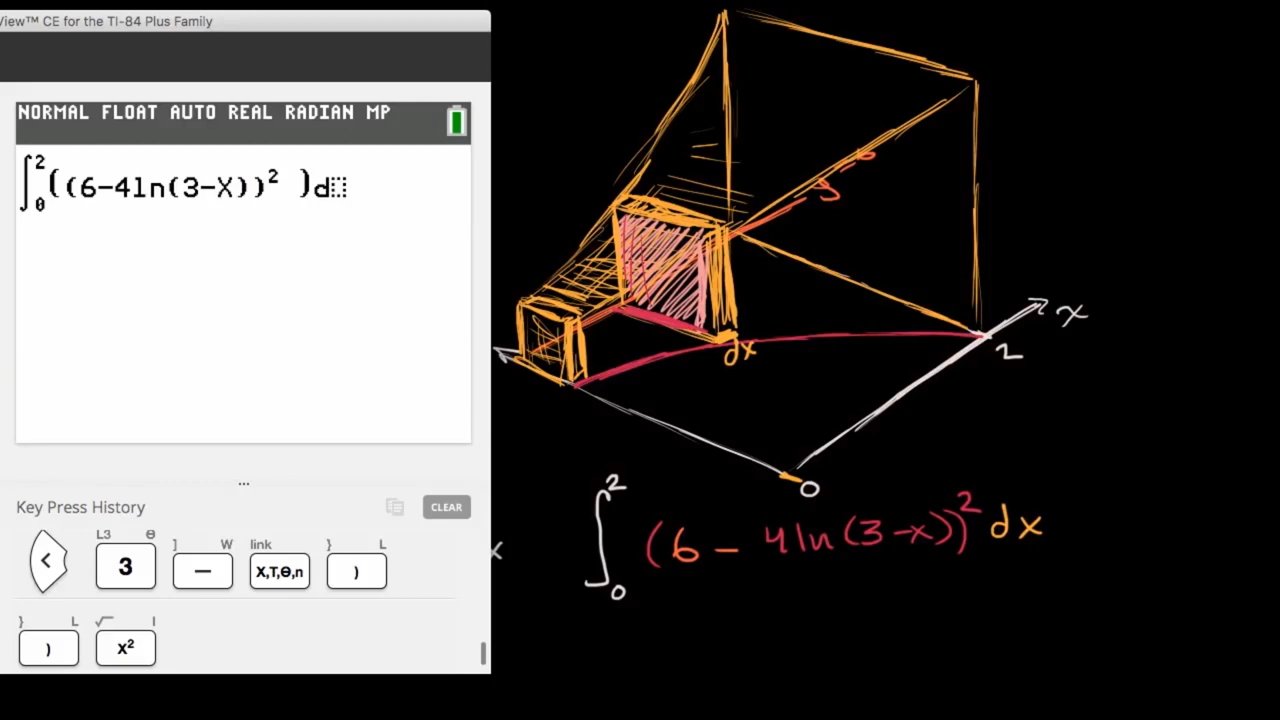 View™ CE for the TI-84 Plus Family
NORMAL FLOAT AUTO REAL RADIAN MP
∫₀² ((6-4ln(3-X))² )d⬚
...
Key Press History
CLEAR
L3 θ
] W
link
} L
<
3
—
X,T,Θ,n
)
} L
√‾ I
)
x²
y=6
dx
x
2
0
x
∫₀² (6 - 4ln(3-x))² dx